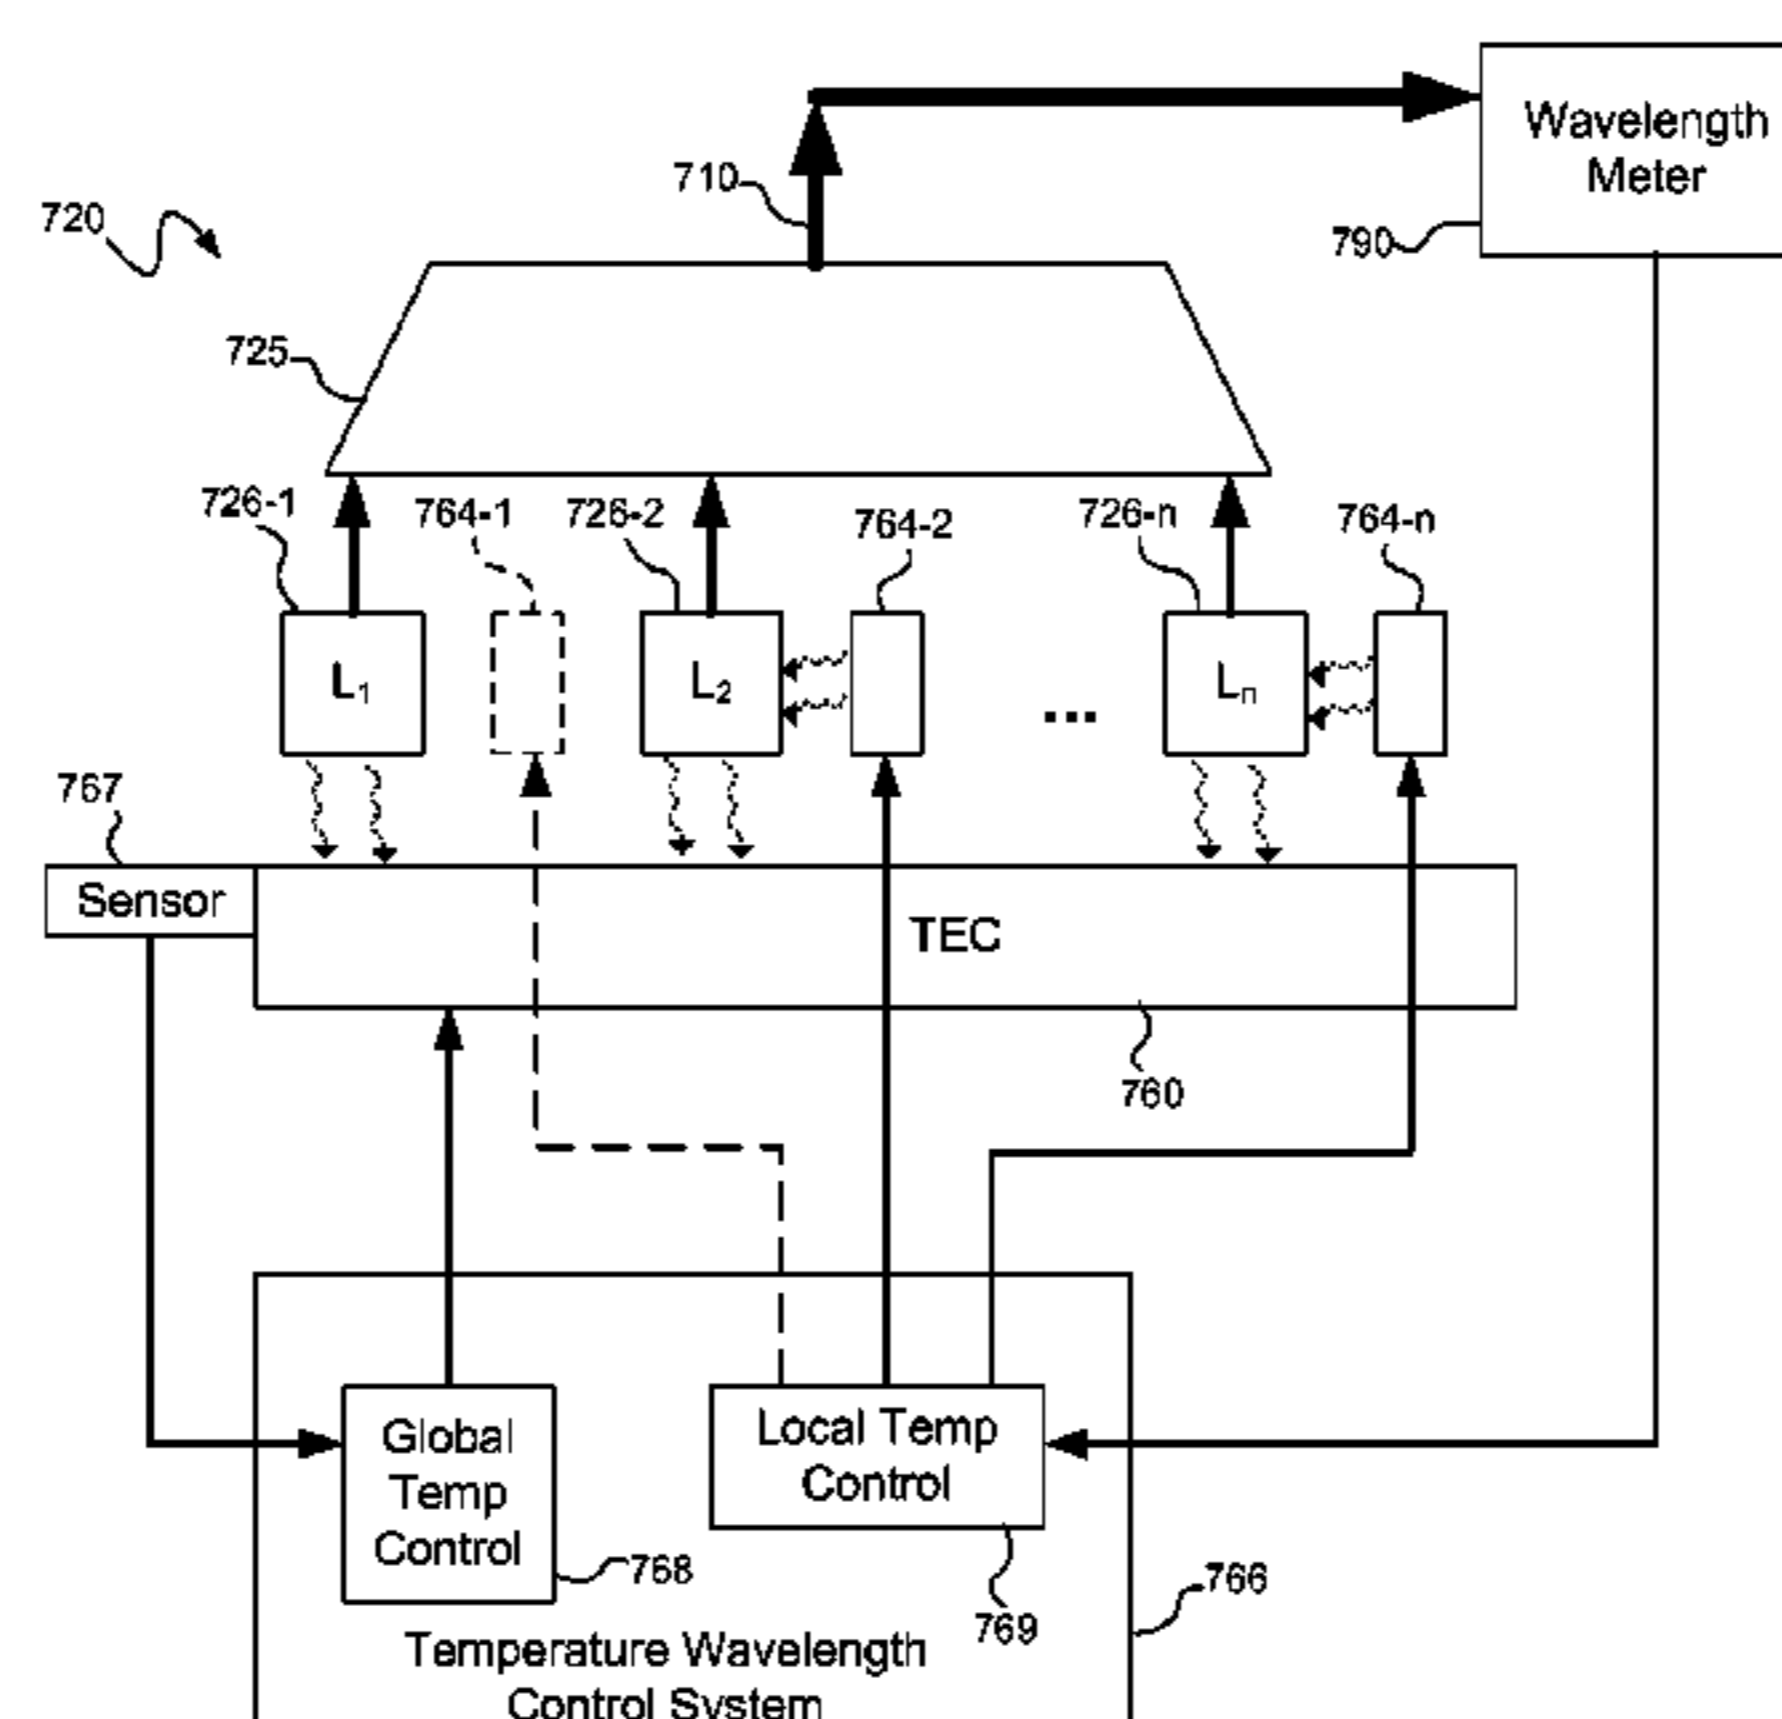 Wavelength
Meter
710
720
790
725
726-1
764-1
726-2
764-2
726-n
764-n
L1
L2
...
Ln
767
Sensor
TEC
760
Global
Temp
Control
Local Temp
Control
768
769
766
Temperature Wavelength
Control System